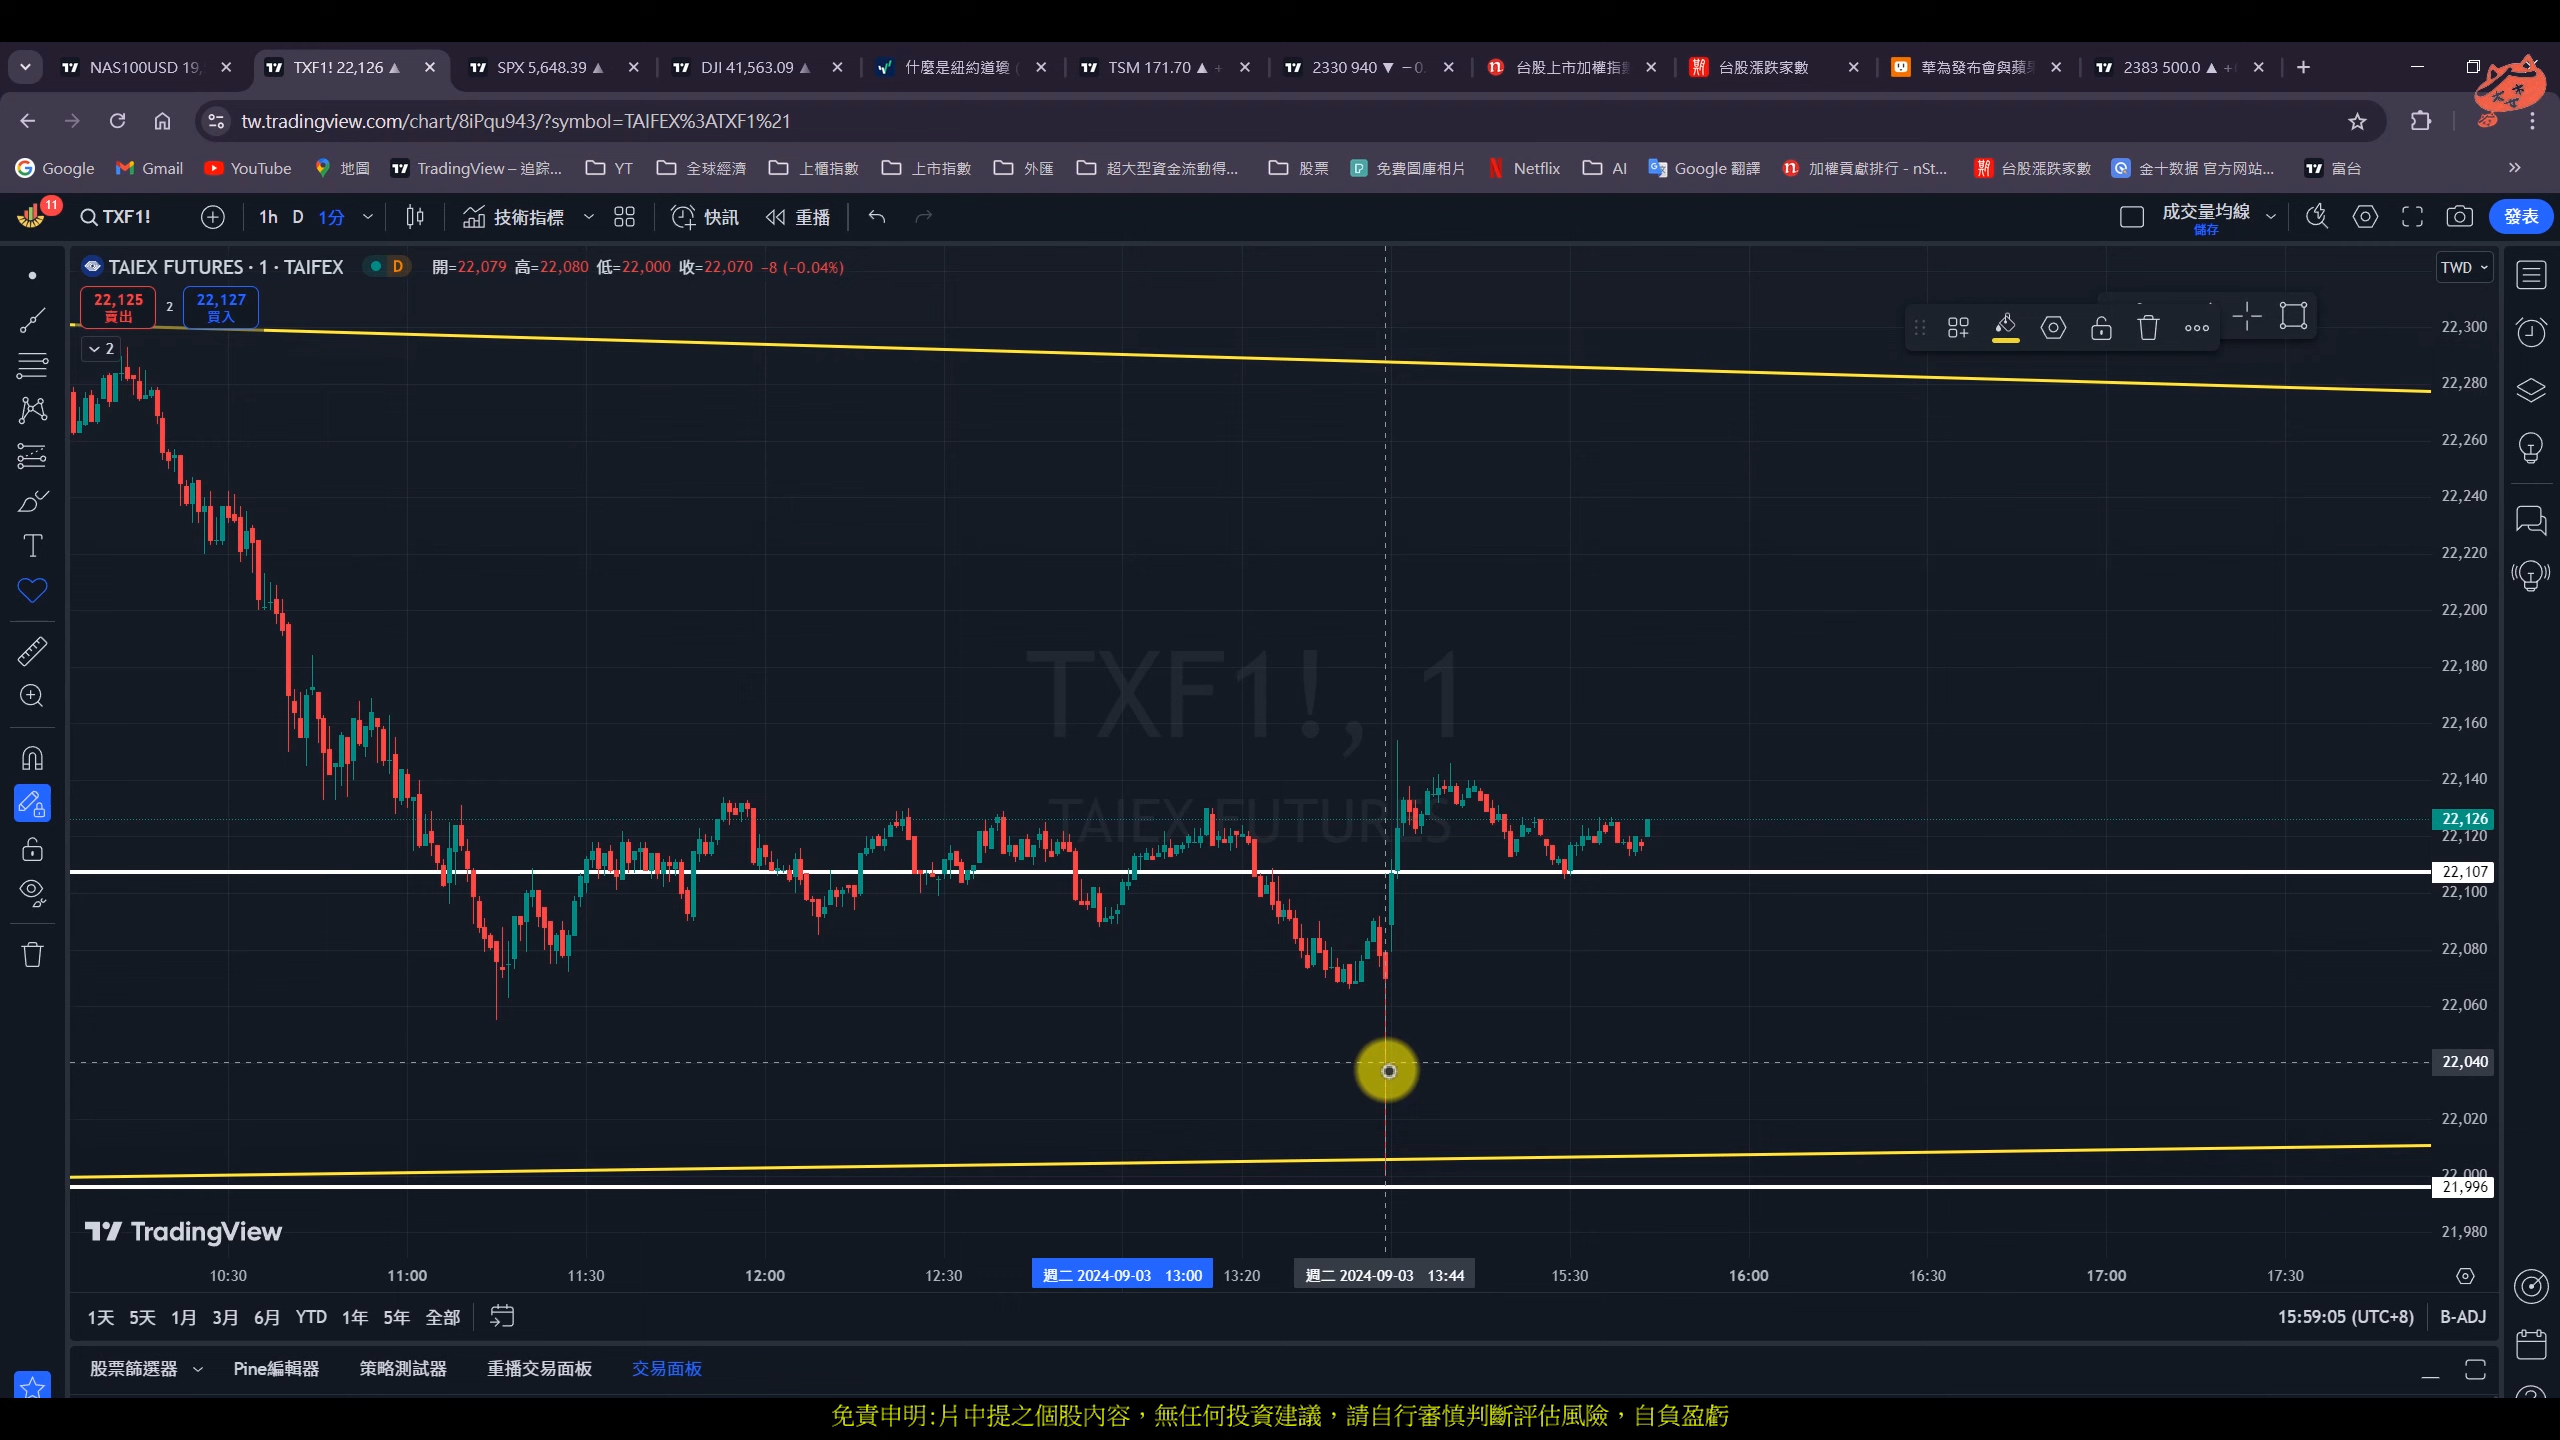 NAS100USD 19,
TXF1! 22,126 ▲
SPX 5,648.39 ▲
DJI 41,563.09 ▲
什麼是紐約道瓊
TSM 171.70 ▲
2330 940 ▼ −0
台股上市加權指
台股漲跌家數
華為發布會與蘋
2383 500.0 ▲ +
tw.tradingview.com/chart/8iPqu943/?symbol=TAIFEX%3ATXF1%21
Google
Gmail
YouTube
地圖
TradingView – 追踪...
YT
全球經濟
上櫃指數
上市指數
外匯
超大型資金流動得...
股票
免費圖庫相片
Netflix
AI
Google 翻譯
加權貢獻排行 - nSt...
台股漲跌家數
金十数据 官方网站...
富台
11
TXF1!
1h D 1分
技術指標
快訊
重播
成交量均線
儲存
發表
TAIEX FUTURES · 1 · TAIFEX
D
開=22,079 高=22,080 低=22,000 收=22,070 −8 (−0.04%)
TWD
22,125
賣出
2
22,127
買入
2
TXF1!, 1
TAIEX FUTURES
22,300
22,280
22,260
22,240
22,220
22,200
22,180
22,160
22,140
22,126
22,120
22,107
22,100
22,080
22,060
22,040
22,020
22,000
21,996
21,980
TradingView
10:30
11:00
11:30
12:00
12:30
週二 2024-09-03 13:00
13:20
週二 2024-09-03 13:44
15:30
16:00
16:30
17:00
17:30
1天 5天 1月 3月 6月 YTD 1年 5年 全部
15:59:05 (UTC+8)
B-ADJ
股票篩選器
Pine編輯器
策略測試器
重播交易面板
交易面板
免責申明:片中提之個股內容，無任何投資建議，請自行審慎判斷評估風險，自負盈虧